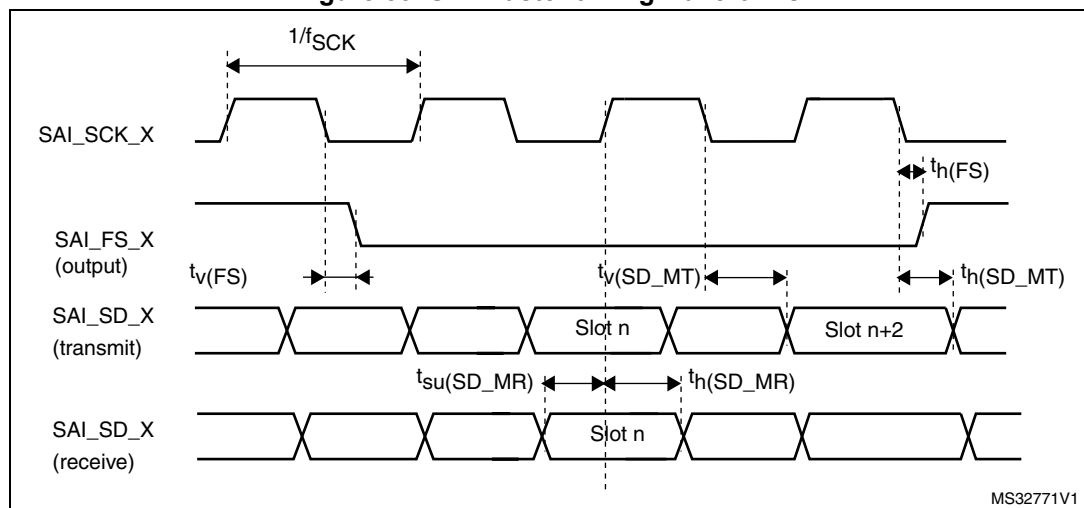 1/fSCK
SAI_SCK_X
th(FS)
SAI_FS_X
(output)
tv(FS)
tv(SD_MT)
th(SD_MT)
SAI_SD_X
(transmit)
Slot n
Slot n+2
tsu(SD_MR)
th(SD_MR)
SAI_SD_X
(receive)
Slot n
MS32771V1